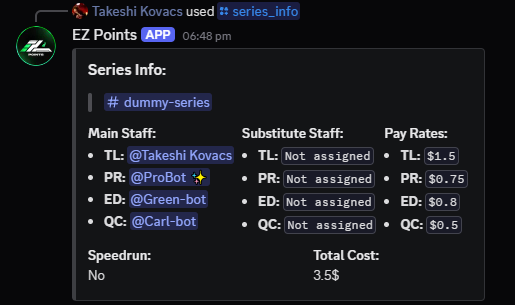 Takeshi Kovacs used series_info
EZ Points APP 06:48 pm
EZ
POINTS
Series Info:
# dummy-series
Main Staff:
• TL: @Takeshi Kovacs
• PR: @ProBot ✨
• ED: @Green-bot
• QC: @Carl-bot
Substitute Staff:
• TL: Not assigned
• PR: Not assigned
• ED: Not assigned
• QC: Not assigned
Pay Rates:
• TL: $1.5
• PR: $0.75
• ED: $0.8
• QC: $0.5
Speedrun:
No
Total Cost:
3.5$